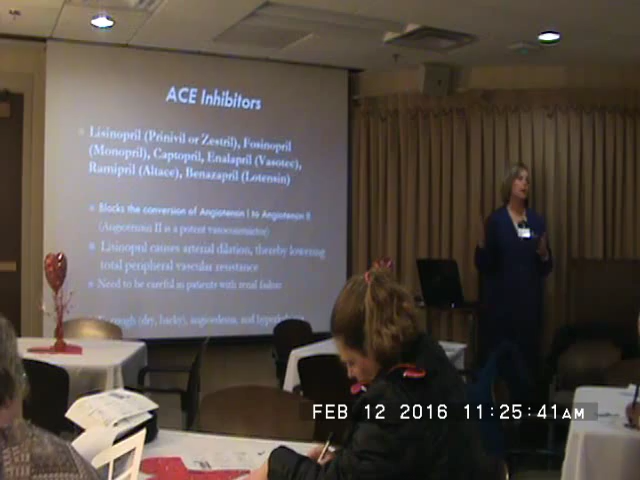 ACE Inhibitors
Lisinopril (Prinivil or Zestril), Fosinopril
(Monopril), Captopril, Enalapril (Vasotec),
Ramipril (Altace), Benazapril (Lotensin)
Blocks the conversion of Angiotensin I to Angiotensin II
(Angiotensin II is a potent vasoconstrictor)
Lisinopril causes arterial dilation, thereby lowering
total peripheral vascular resistance
Need to be careful in patients with renal failure
cough (dry, hacky), angioedema, and
FEB 12 2016 11:25:41AM